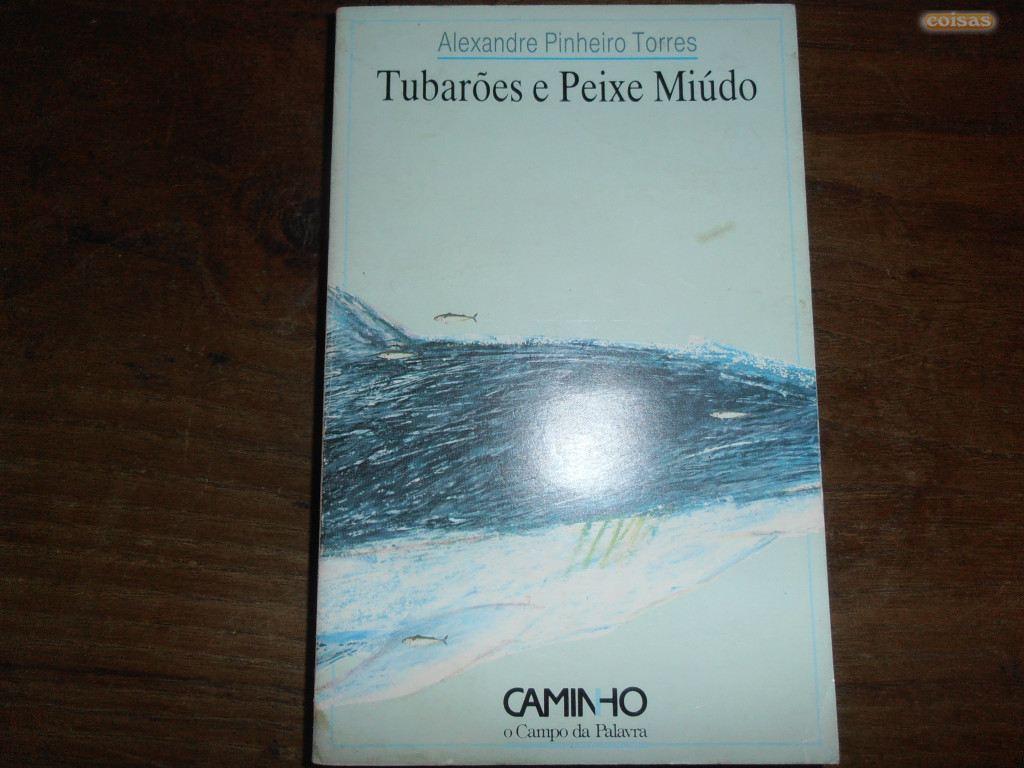 coisas
Alexandre Pinheiro Torres
Tubarões e Peixe Miúdo
CAMINHO
o Campo da Palavra